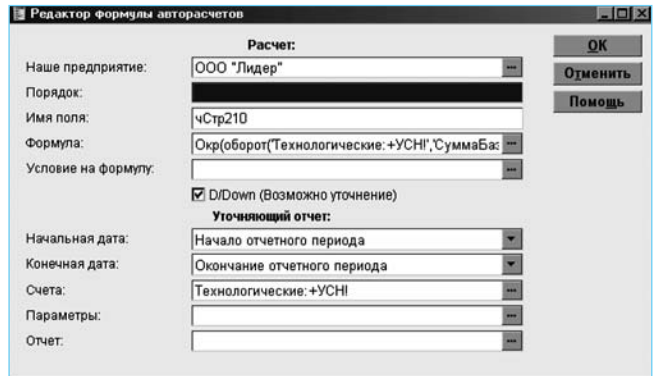 Редактор формулы авторасчетов
Расчет:
Наше предприятие: ООО "Лидер" ...
Порядок:
Имя поля: чСтр210
Формула: Окр(оборот('Технологические:+УСН!','СуммаБаз ...
Условие на формулу: ...
D/Down (Возможно уточнение)
Уточняющий отчет:
Начальная дата: Начало отчетного периода
Конечная дата: Окончание отчетного периода
Счета: Технологические:+УСН! ...
Параметры: ...
Отчет: ...
OK
Отменить
Помощь